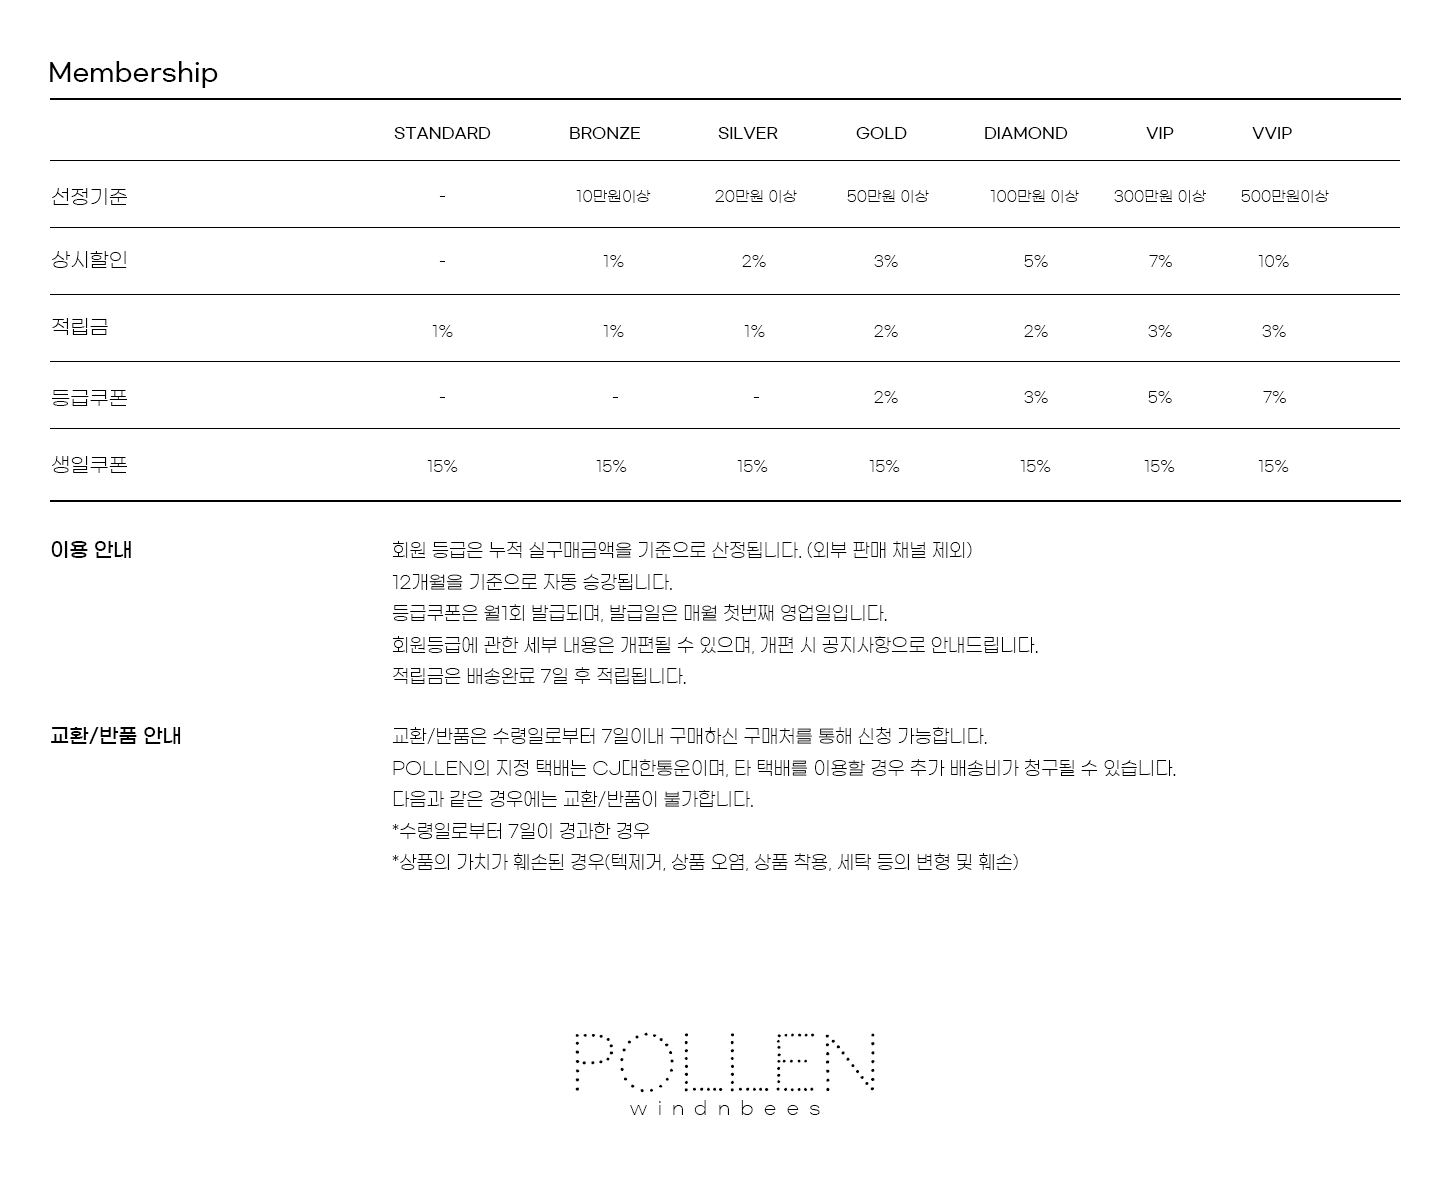 Membership
STANDARD BRONZE SILVER GOLD DIAMOND VIP VVIP
선정기준 - 10만원이상 20만원 이상 50만원 이상 100만원 이상 300만원 이상 500만원이상
상시할인 - 1% 2% 3% 5% 7% 10%
적립금 1% 1% 1% 2% 2% 3% 3%
등급쿠폰 - - - 2% 3% 5% 7%
생일쿠폰 15% 15% 15% 15% 15% 15% 15%
이용 안내 회원 등급은 누적 실구매금액을 기준으로 산정됩니다. (외부 판매 채널 제외)
12개월을 기준으로 자동 승강됩니다.
등급쿠폰은 월1회 발급되며, 발급일은 매월 첫번째 영업일입니다.
회원등급에 관한 세부 내용은 개편될 수 있으며, 개편 시 공지사항으로 안내드립니다.
적립금은 배송완료 7일 후 적립됩니다.
교환/반품 안내 교환/반품은 수령일로부터 7일이내 구매하신 구매처를 통해 신청 가능합니다.
POLLEN의 지정 택배는 CJ대한통운이며, 타 택배를 이용할 경우 추가 배송비가 청구될 수 있습니다.
다음과 같은 경우에는 교환/반품이 불가합니다.
*수령일로부터 7일이 경과한 경우
*상품의 가치가 훼손된 경우(텍제거, 상품 오염, 상품 착용, 세탁 등의 변형 및 훼손)
POLLEN
windnbees